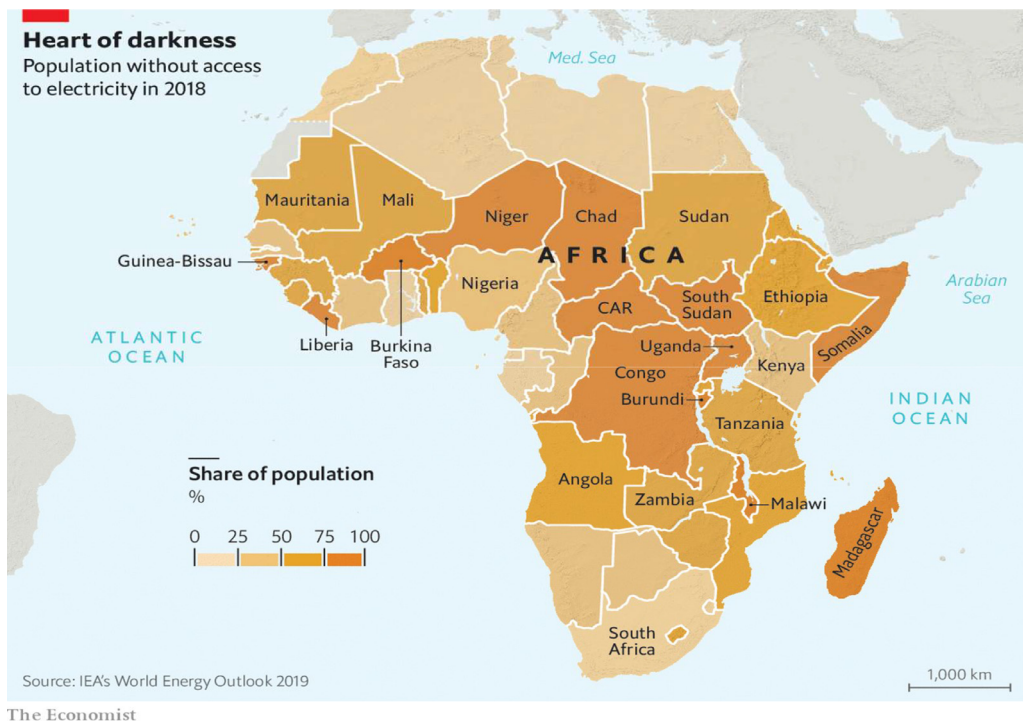 Heart of darkness
Population without access
to electricity in 2018
Med. Sea
Mauritania
Mali
Niger
Chad
Sudan
AFRICA
Guinea-Bissau
Nigeria
Ethiopia
Arabian
Sea
CAR
South
Sudan
ATLANTIC
OCEAN
Liberia
Burkina
Faso
Uganda
Somalia
Congo
Kenya
Burundi
INDIAN
OCEAN
Tanzania
Share of population
%
Angola
Zambia
Malawi
0 25 50 75 100
Madagascar
South
Africa
Source: IEA's World Energy Outlook 2019
1,000 km
The Economist